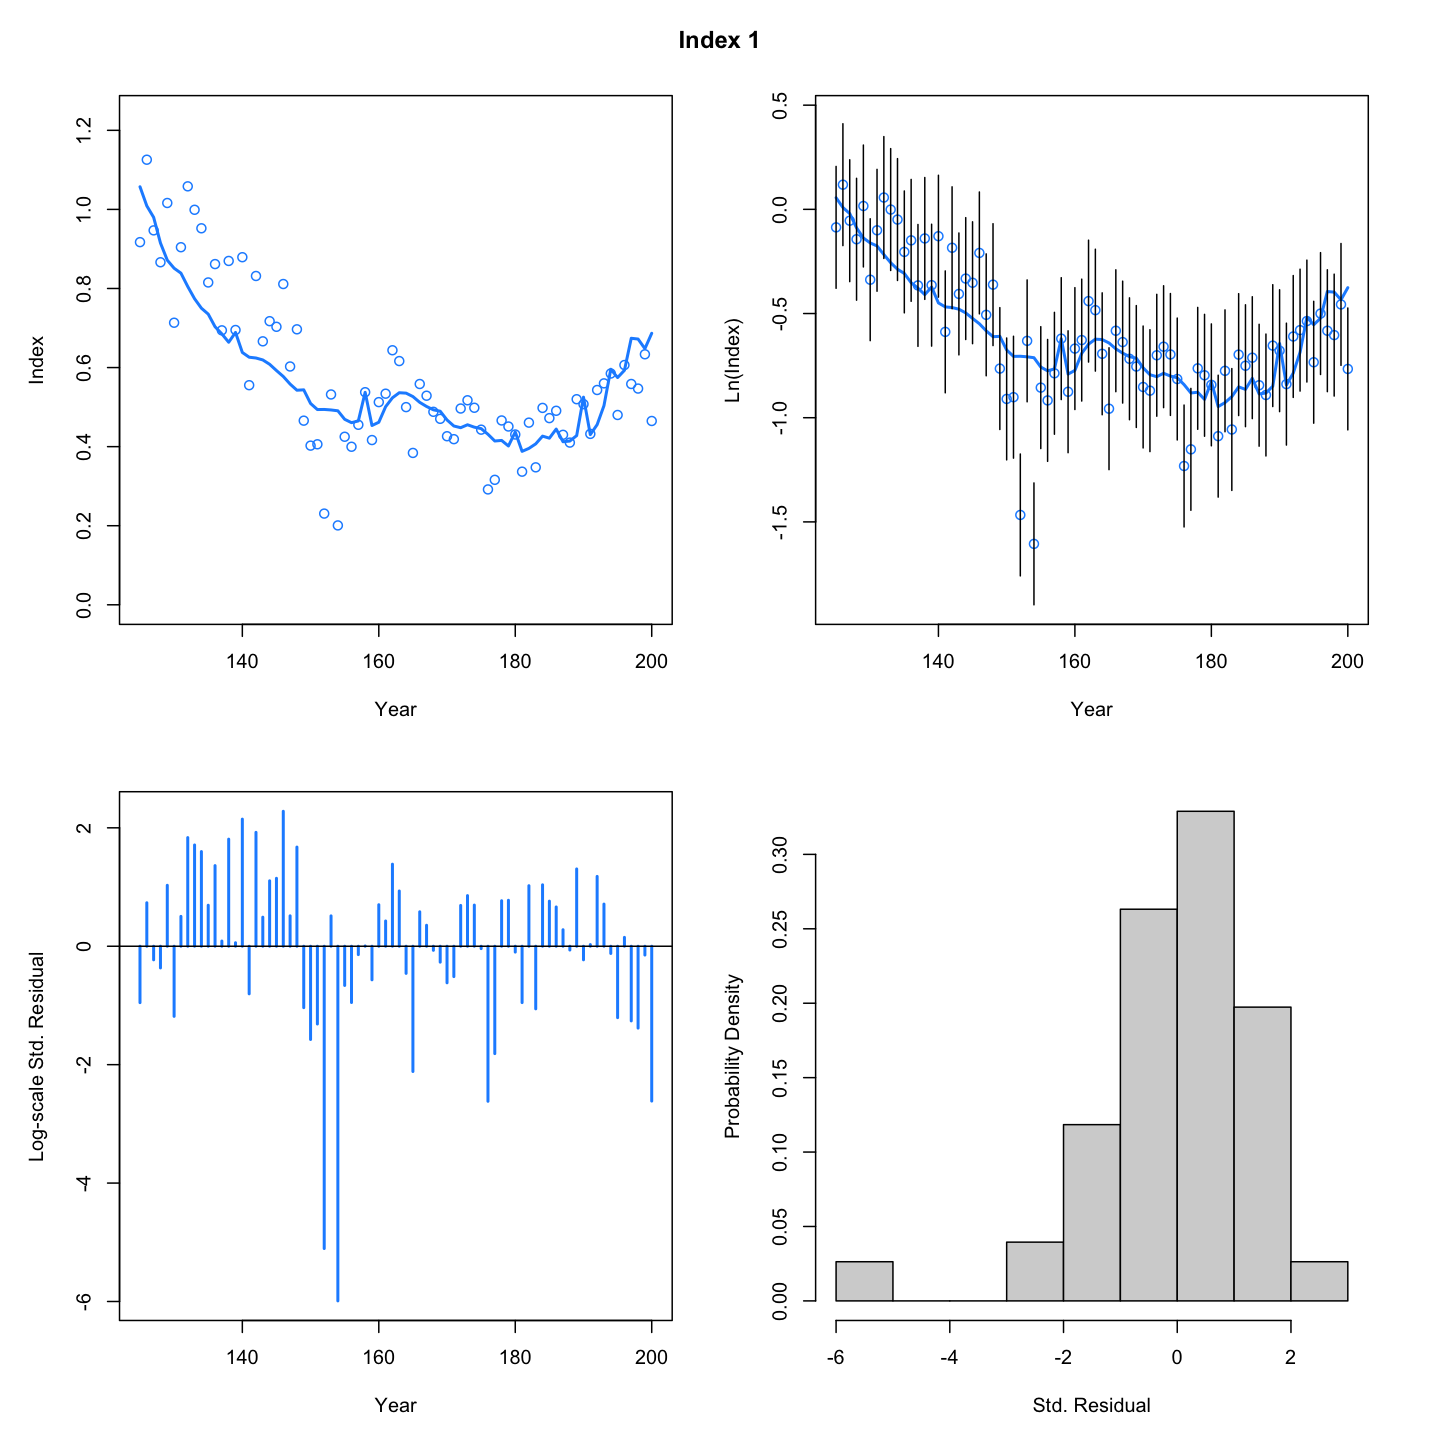 Index 1
Index
1.2
1.0
0.8
0.6
0.4
0.2
0.0
140 160 180 200
Year
Ln(Index)
0.5
0.0
-0.5
-1.0
-1.5
140 160 180 200
Year
Log-scale Std. Residual
2
0
-2
-4
-6
140 160 180 200
Year
Probability Density
0.30
0.25
0.20
0.15
0.10
0.05
0.00
-6 -4 -2 0 2
Std. Residual